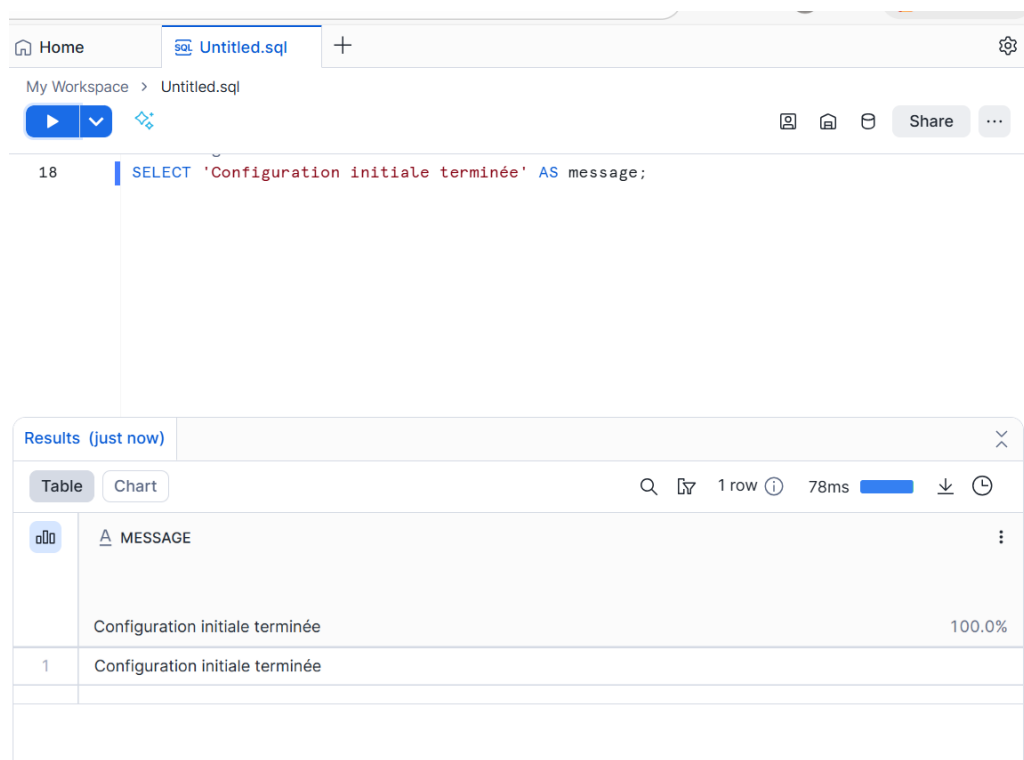 Home
SQL Untitled.sql
My Workspace > Untitled.sql
Share
18 SELECT 'Configuration initiale terminée' AS message;
Results (just now)
Table Chart 1 row 78ms
A MESSAGE
Configuration initiale terminée 100.0%
1 Configuration initiale terminée